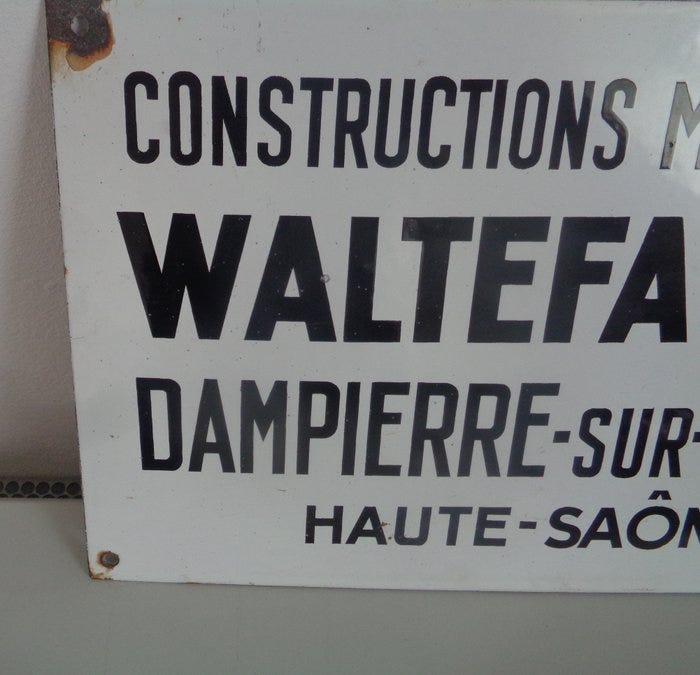 CONSTRUCTIONS M
WALTEFA
DAMPIERRE-SUR-
HAUTE-SAÔN